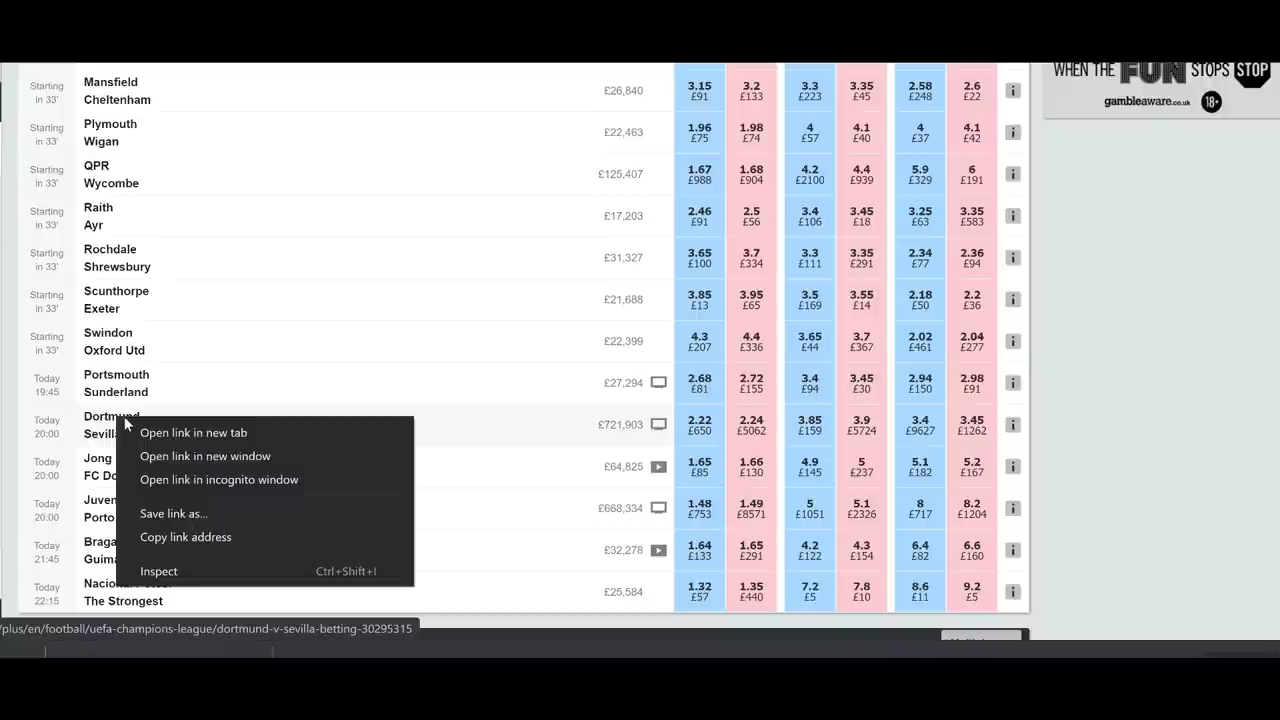 WHEN THE FUN STOPS STOP
gambleaware.co.uk 18+
Starting in 33' Mansfield Cheltenham £26,840 3.15 £91 3.2 £133 3.3 £223 3.35 £45 2.58 £248 2.6 £22
Starting in 33' Plymouth Wigan £22,463 1.96 £75 1.98 £74 4 £57 4.1 £40 4 £37 4.1 £42
Starting in 33' QPR Wycombe £125,407 1.67 £988 1.68 £904 4.2 £2100 4.4 £939 5.9 £329 6 £191
Starting in 33' Raith Ayr £17,203 2.46 £91 2.5 £56 3.4 £106 3.45 £18 3.25 £63 3.35 £583
Starting in 33' Rochdale Shrewsbury £31,327 3.65 £100 3.7 £334 3.3 £111 3.35 £291 2.34 £77 2.36 £94
Starting in 33' Scunthorpe Exeter £21,688 3.85 £13 3.95 £65 3.5 £169 3.55 £14 2.18 £50 2.2 £36
Starting in 33' Swindon Oxford Utd £22,399 4.3 £207 4.4 £336 3.65 £44 3.7 £367 2.02 £461 2.04 £277
Today 19:45 Portsmouth Sunderland £27,294 2.68 £81 2.72 £155 3.4 £94 3.45 £30 2.94 £150 2.98 £91
Today 20:00 Dortmund Sevilla £721,903 2.22 £650 2.24 £5062 3.85 £159 3.9 £5724 3.4 £9627 3.45 £1262
Today 20:00 Jong FC Do £64,825 1.65 £85 1.66 £130 4.9 £145 5 £237 5.1 £182 5.2 £167
Today 20:00 Juven Porto £668,334 1.48 £753 1.49 £8571 5 £1051 5.1 £2326 8 £717 8.2 £1204
Today 21:45 Braga Guima £32,278 1.64 £133 1.65 £291 4.2 £122 4.3 £154 6.4 £82 6.6 £160
Today 22:15 Nacional The Strongest £25,584 1.32 £57 1.35 £440 7.2 £5 7.8 £10 8.6 £11 9.2 £5
Open link in new tab
Open link in new window
Open link in incognito window
Save link as...
Copy link address
Inspect Ctrl+Shift+I
/plus/en/football/uefa-champions-league/dortmund-v-sevilla-betting-30295315